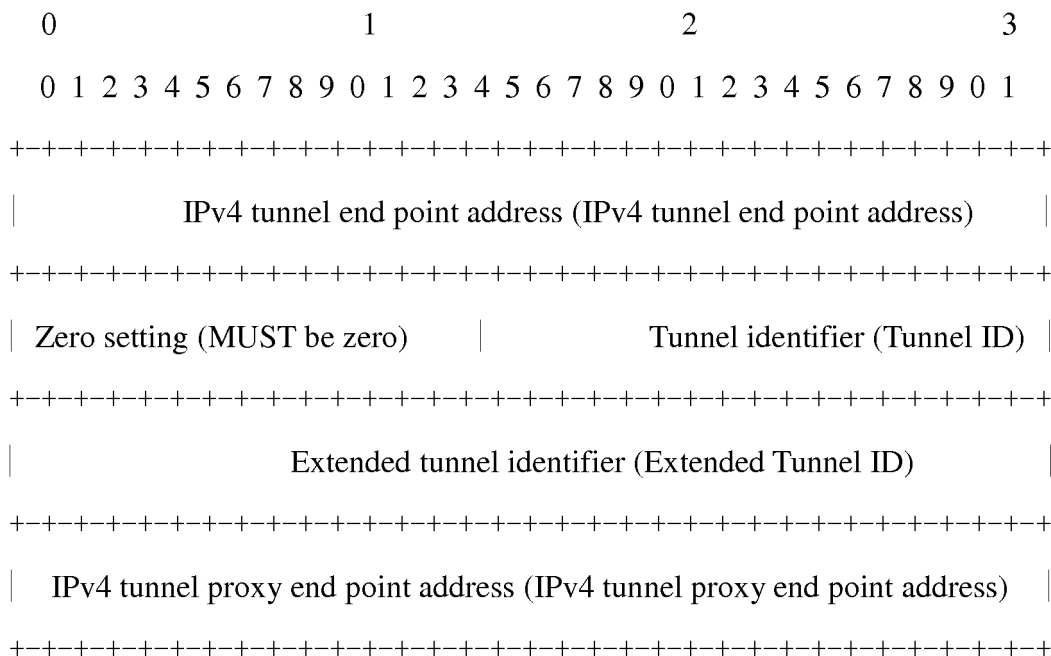 0 1 2 3
0 1 2 3 4 5 6 7 8 9 0 1 2 3 4 5 6 7 8 9 0 1 2 3 4 5 6 7 8 9 0 1
+-+-+-+-+-+-+-+-+-+-+-+-+-+-+-+-+-+-+-+-+-+-+-+-+-+-+-+-+-+-+-+-+
| IPv4 tunnel end point address (IPv4 tunnel end point address) |
+-+-+-+-+-+-+-+-+-+-+-+-+-+-+-+-+-+-+-+-+-+-+-+-+-+-+-+-+-+-+-+-+
| Zero setting (MUST be zero) | Tunnel identifier (Tunnel ID) |
+-+-+-+-+-+-+-+-+-+-+-+-+-+-+-+-+-+-+-+-+-+-+-+-+-+-+-+-+-+-+-+-+
| Extended tunnel identifier (Extended Tunnel ID) |
+-+-+-+-+-+-+-+-+-+-+-+-+-+-+-+-+-+-+-+-+-+-+-+-+-+-+-+-+-+-+-+-+
| IPv4 tunnel proxy end point address (IPv4 tunnel proxy end point address) |
+-+-+-+-+-+-+-+-+-+-+-+-+-+-+-+-+-+-+-+-+-+-+-+-+-+-+-+-+-+-+-+-+